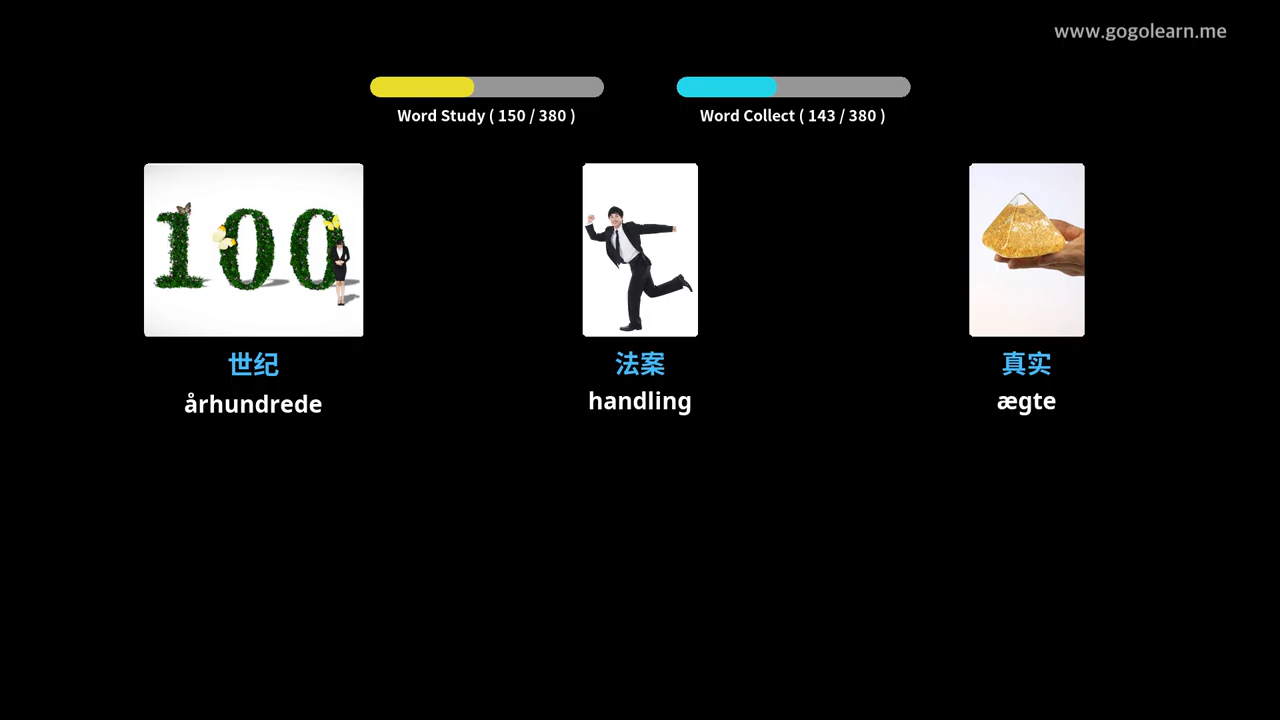 www.gogolearn.me
Word Study ( 150 / 380 )
Word Collect ( 143 / 380 )
100
世纪
法案
真实
århundrede
handling
ægte